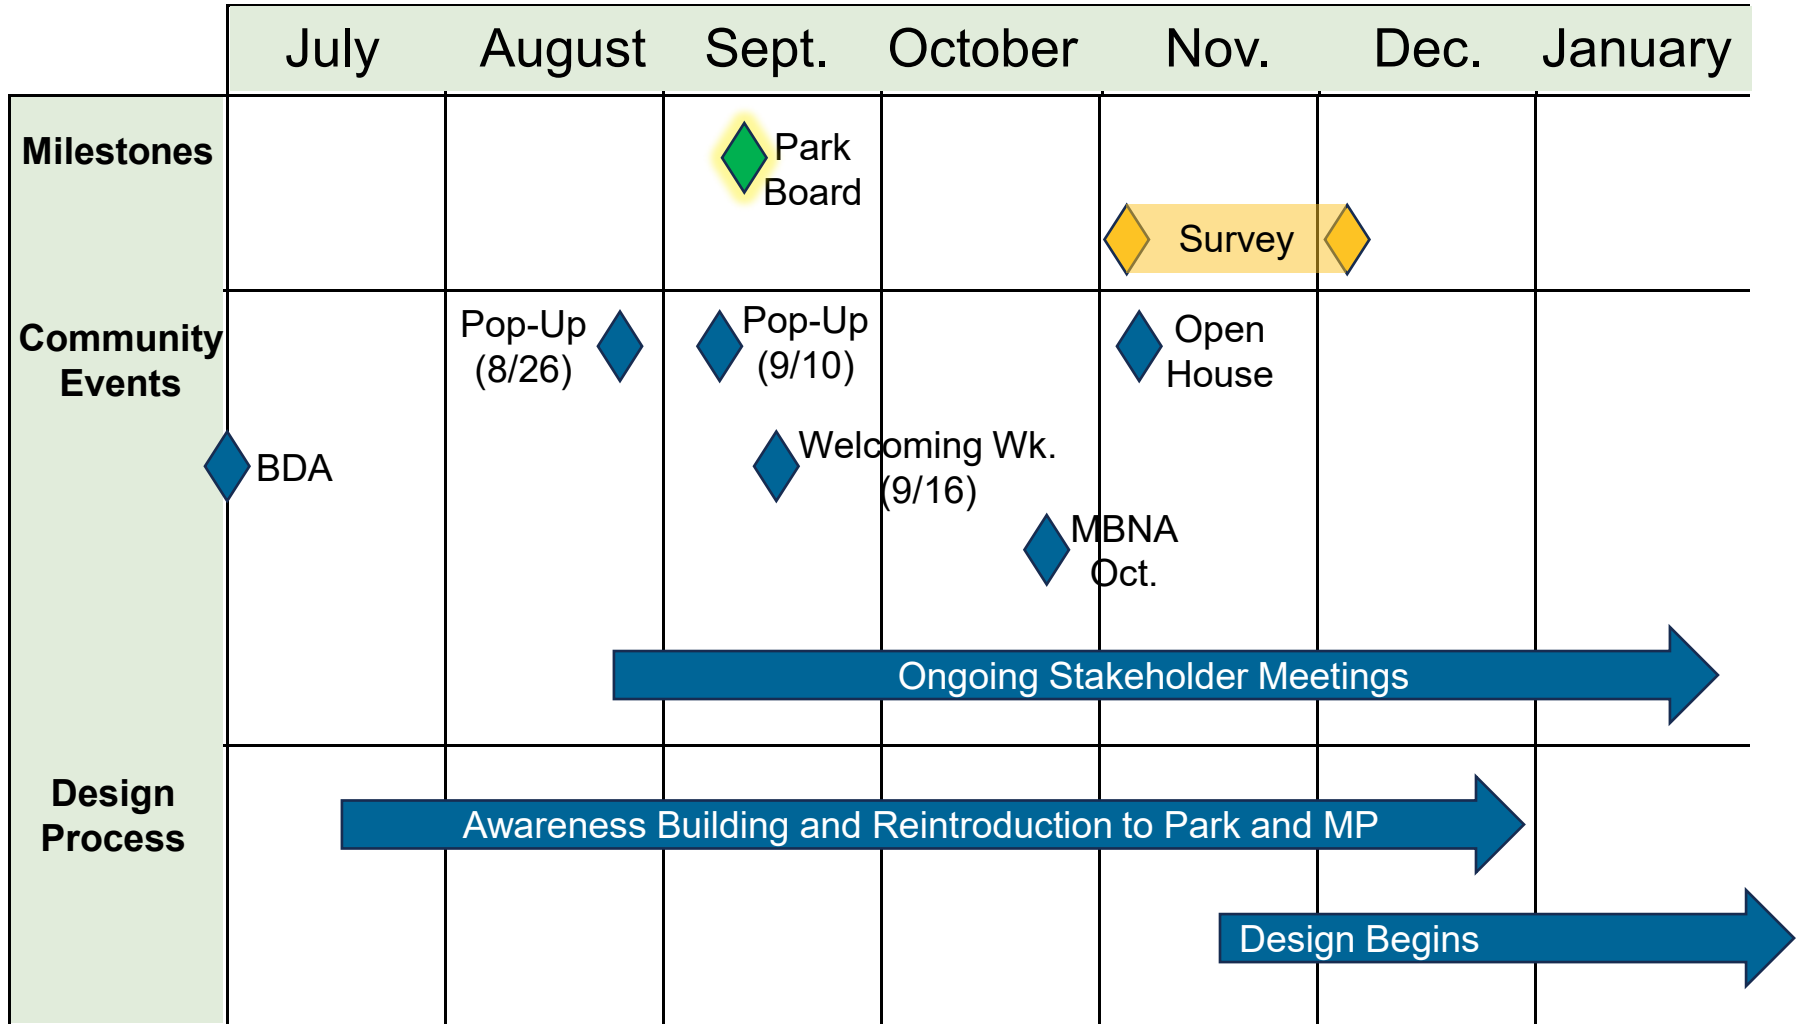 July August Sept. October Nov. Dec. January
Milestones
Park
Board
Survey
Community
Events
Pop-Up
(8/26)
Pop-Up
(9/10)
Open
House
BDA
Welcoming Wk.
(9/16)
MBNA
Oct.
Ongoing Stakeholder Meetings
Design
Process
Awareness Building and Reintroduction to Park and MP
Design Begins